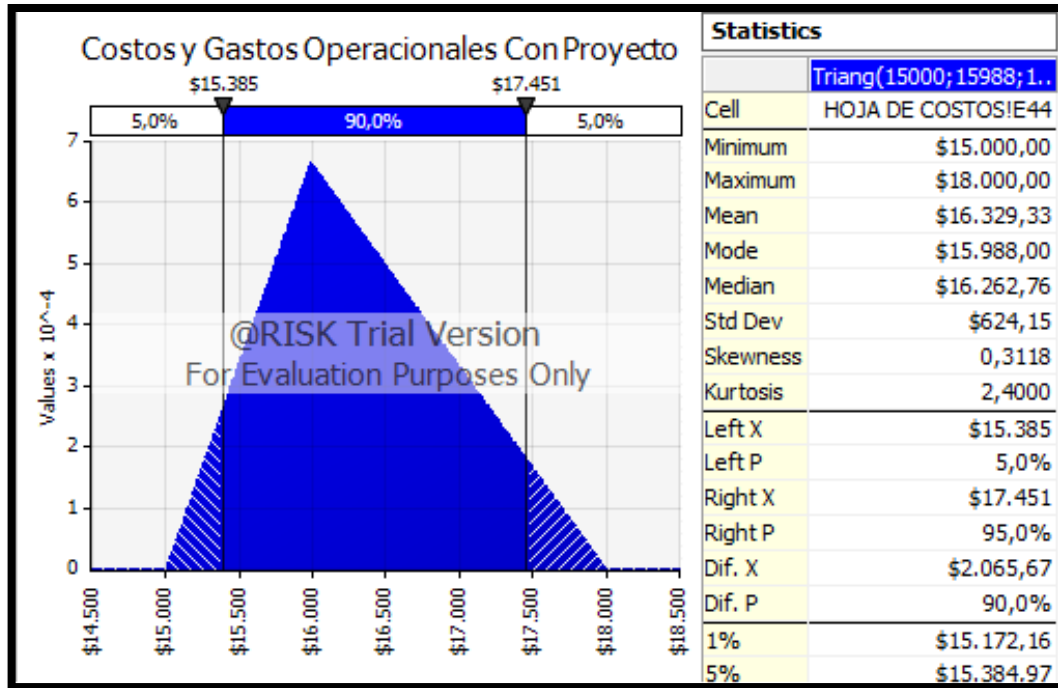 Costos y Gastos Operacionales Con Proyecto
$15.385 $17.451
5,0% 90,0% 5,0%
7
6
5
4
3
2
1
0
Values x 10^-4
@RISK Trial Version
For Evaluation Purposes Only
$14.500
$15.000
$15.500
$16.000
$16.500
$17.000
$17.500
$18.000
$18.500
Statistics
Triang(15000;15988;1..
Cell HOJA DE COSTOS!E44
Minimum $15.000,00
Maximum $18.000,00
Mean $16.329,33
Mode $15.988,00
Median $16.262,76
Std Dev $624,15
Skewness 0,3118
Kurtosis 2,4000
Left X $15.385
Left P 5,0%
Right X $17.451
Right P 95,0%
Dif. X $2.065,67
Dif. P 90,0%
1% $15.172,16
5% $15.384,97